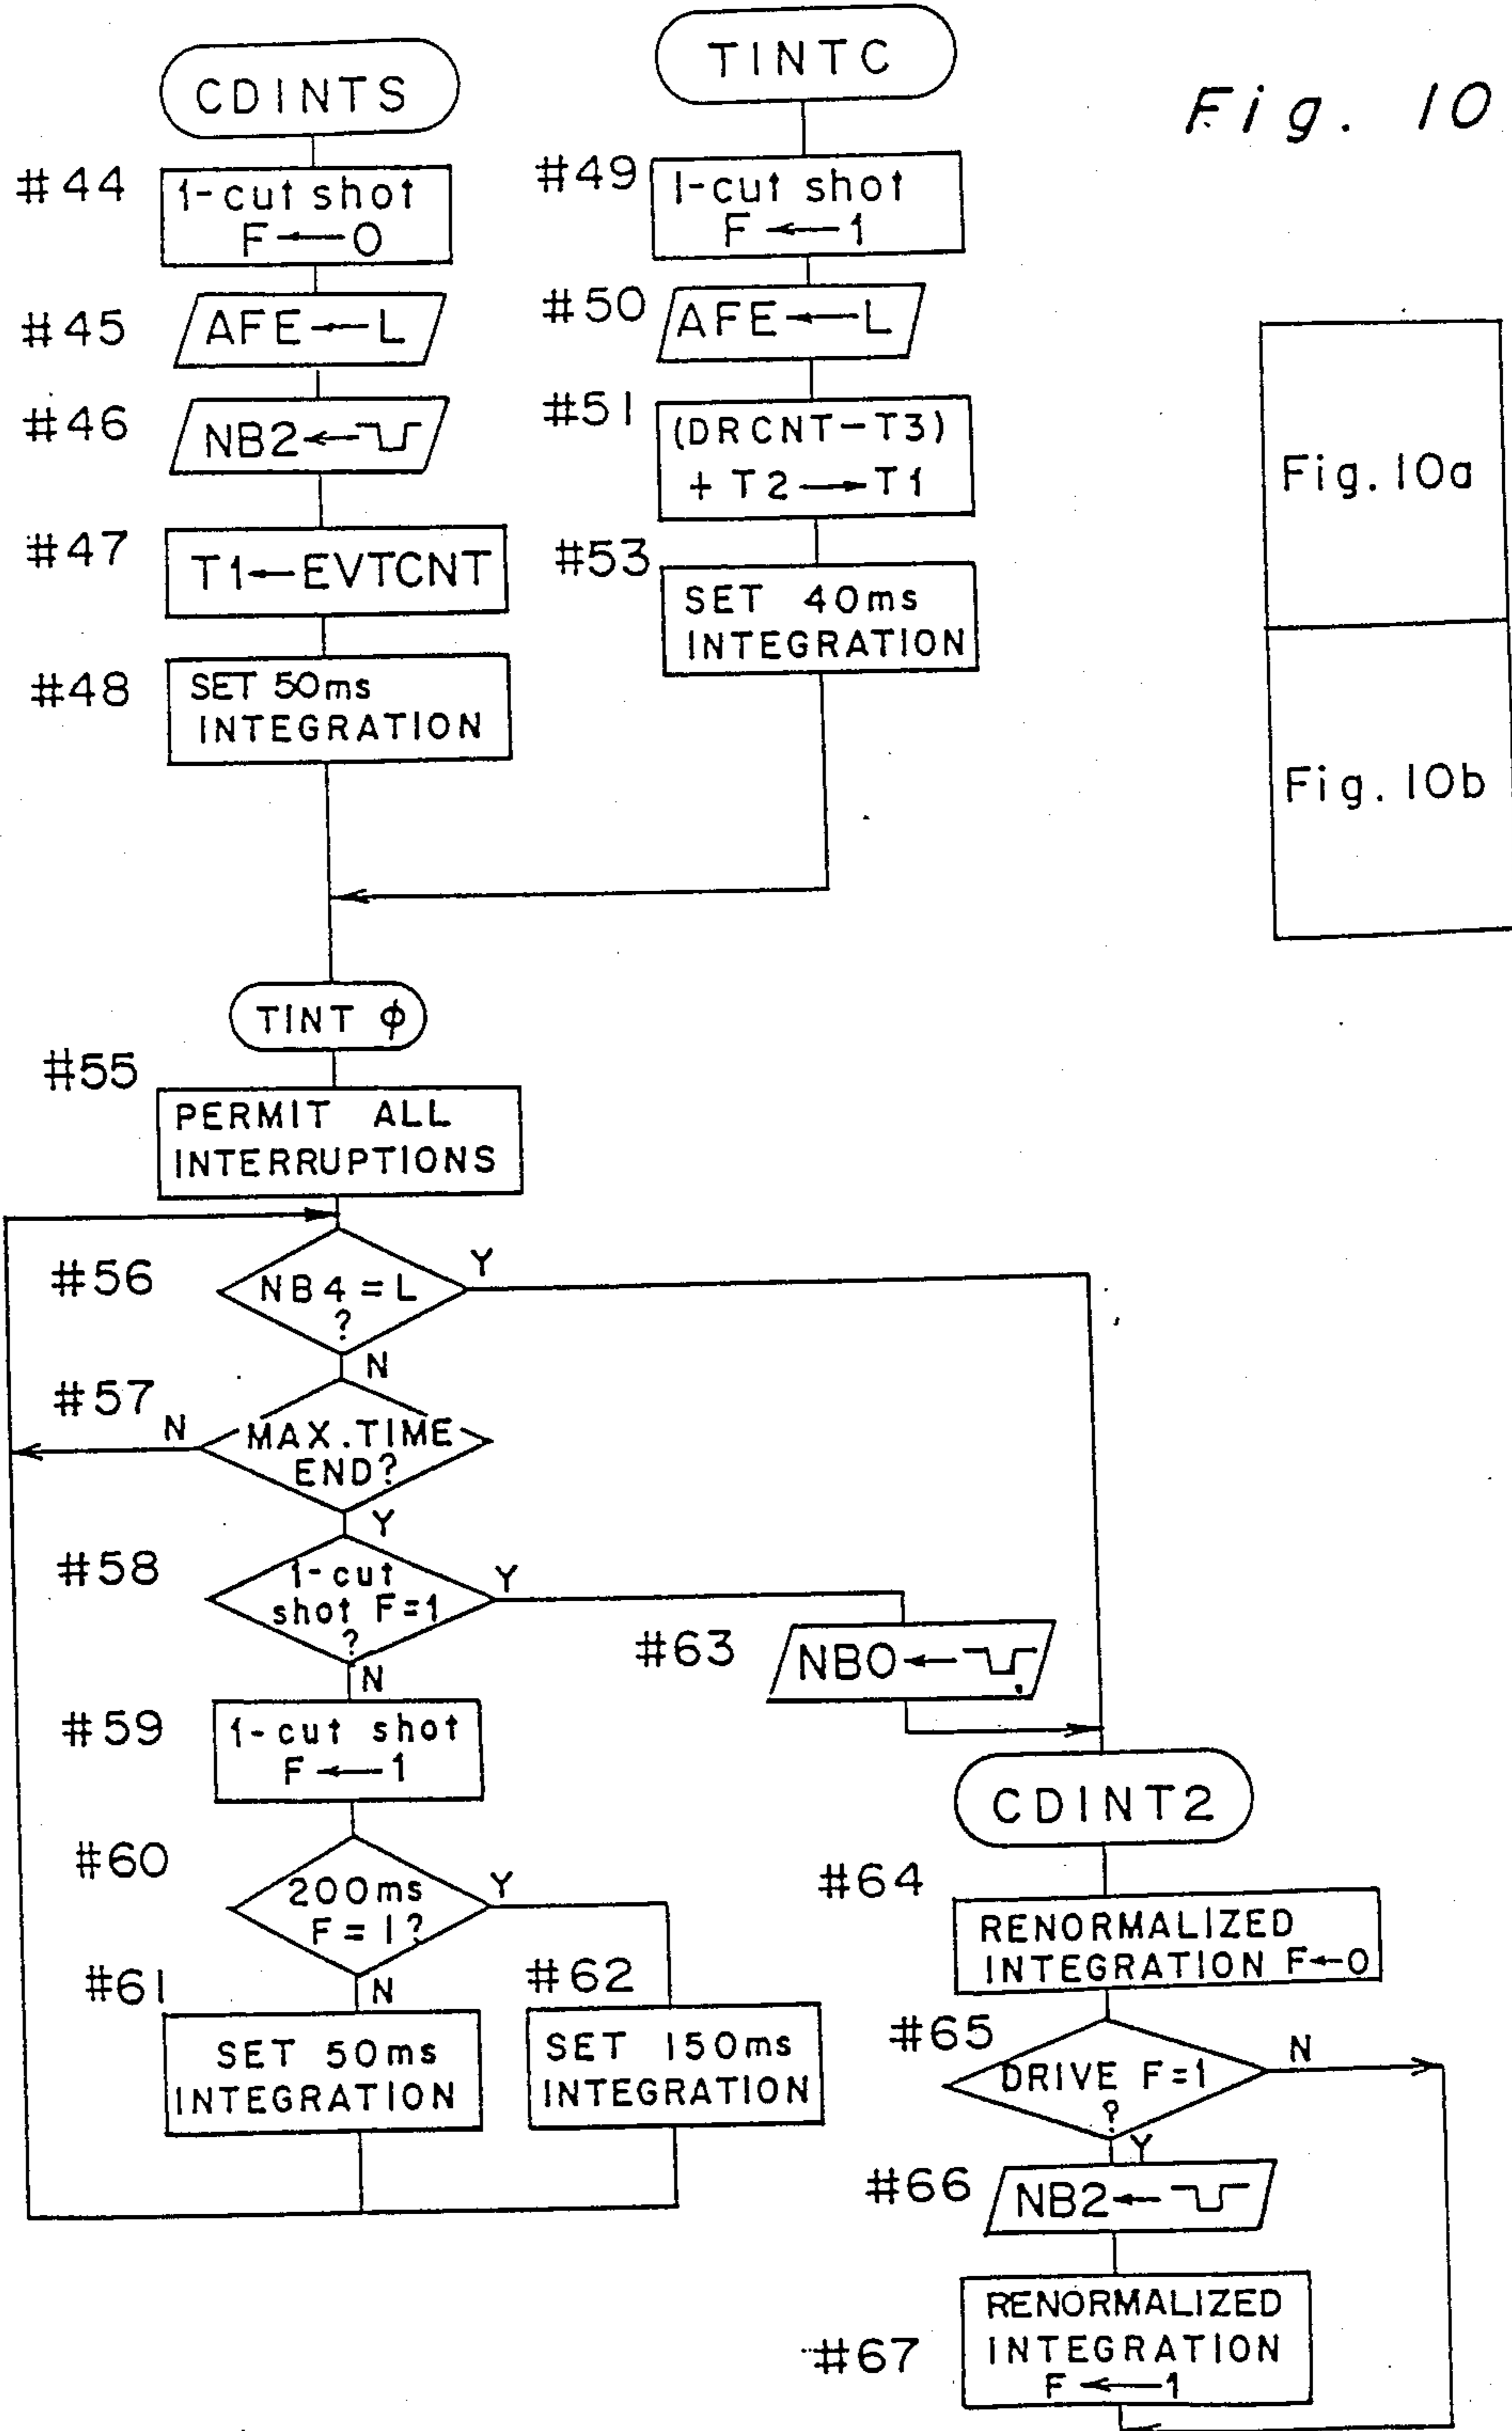 Fig. 10
CDINTS
#44
1-cut shot
F←0
#45
AFE←L
#46
NB2←
#47
T1←EVTCNT
#48
SET 50ms
INTEGRATION
TINTC
#49
1-cut shot
F←1
#50
AFE←L
#51
(DRCNT-T3)
+T2→T1
#53
SET 40ms
INTEGRATION
Fig. 10a
Fig. 10b
TINT φ
#55
PERMIT ALL
INTERRUPTIONS
#56
NB4=L
?
Y
N
#57
MAX.TIME
END?
N
Y
#58
1-cut
shot F=1
?
Y
N
#63
NB0←
#59
1-cut shot
F←1
#60
200ms
F=1?
Y
N
#61
SET 50ms
INTEGRATION
#62
SET 150ms
INTEGRATION
CDINT2
#64
RENORMALIZED
INTEGRATION F←0
#65
DRIVE F=1
?
N
Y
#66
NB2←
#67
RENORMALIZED
INTEGRATION
F←1